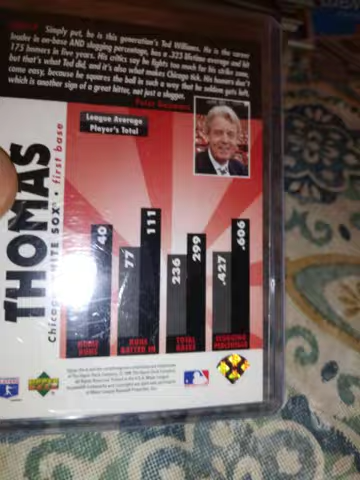 Simply put, he is this generation's Ted Williams. He is the career
leader in on-base AND slugging percentage, has a .325 lifetime average and hit
175 homers in five years. His critics say he fights too much for his strike zone,
but that's what Ted did, and it's also what makes Chicago tick. His honors don't
come easy, because he squares the ball in such a way that he seldom gets left,
which is another sign of a great hitter, not just a slugger.
Peter Gammons
League Average
Player's Total
THOMAS
Chicago WHITE SOX • first base
40
77
111
236
299
.427
.606
HOME
RUNS
RUNS
BATTED IN
TOTAL
BASES
SLUGGING
PERCENTAGE